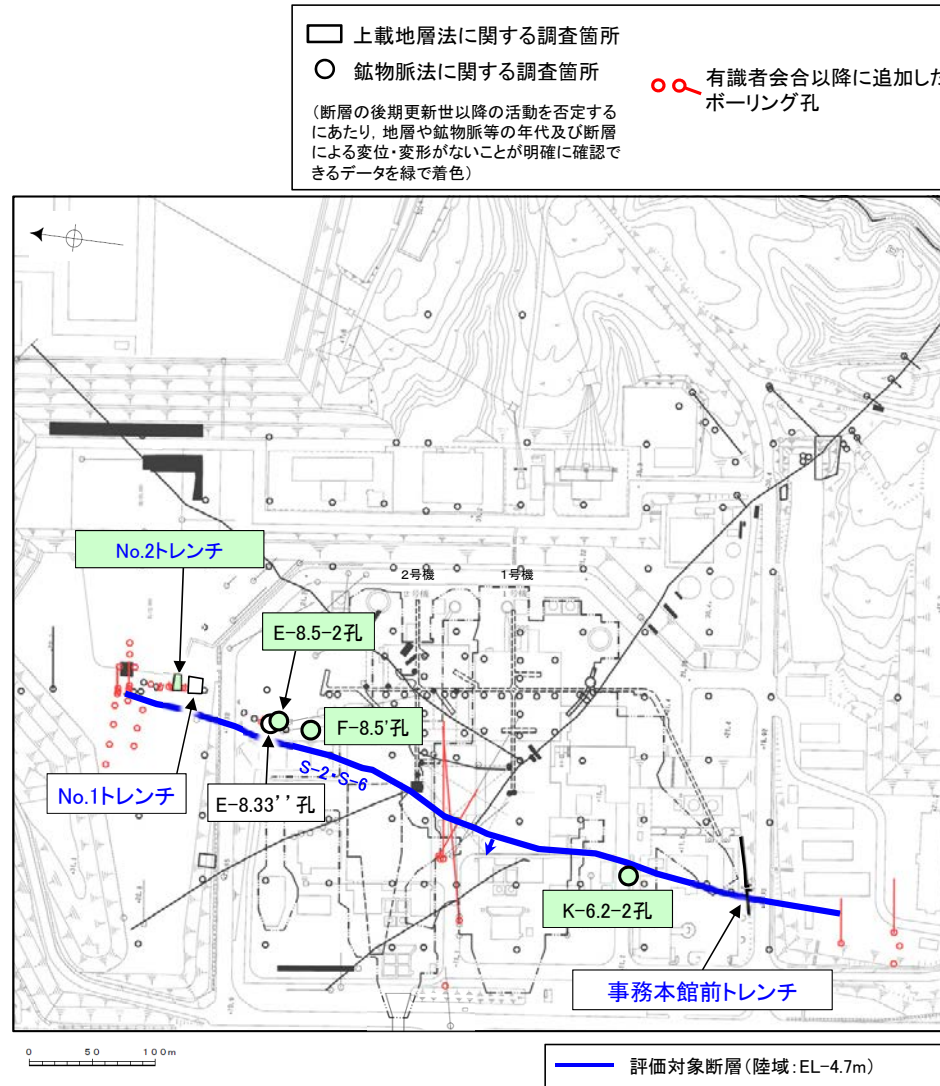 上載地層法に関する調査箇所
鉱物脈法に関する調査箇所
(断層の後期更新世以降の活動を否定する
にあたり, 地層や鉱物脈等の年代及び断層
による変位・変形がないことが明確に確認で
きるデータを緑で着色)
有識者会合以降に追加した
ボーリング孔
No.2トレンチ
2号機
1号機
E-8.5-2孔
F-8.5'孔
S-2・S-6
No.1トレンチ
E-8.33''孔
K-6.2-2孔
事務本館前トレンチ
0 50 100m
評価対象断層(陸域:EL-4.7m)